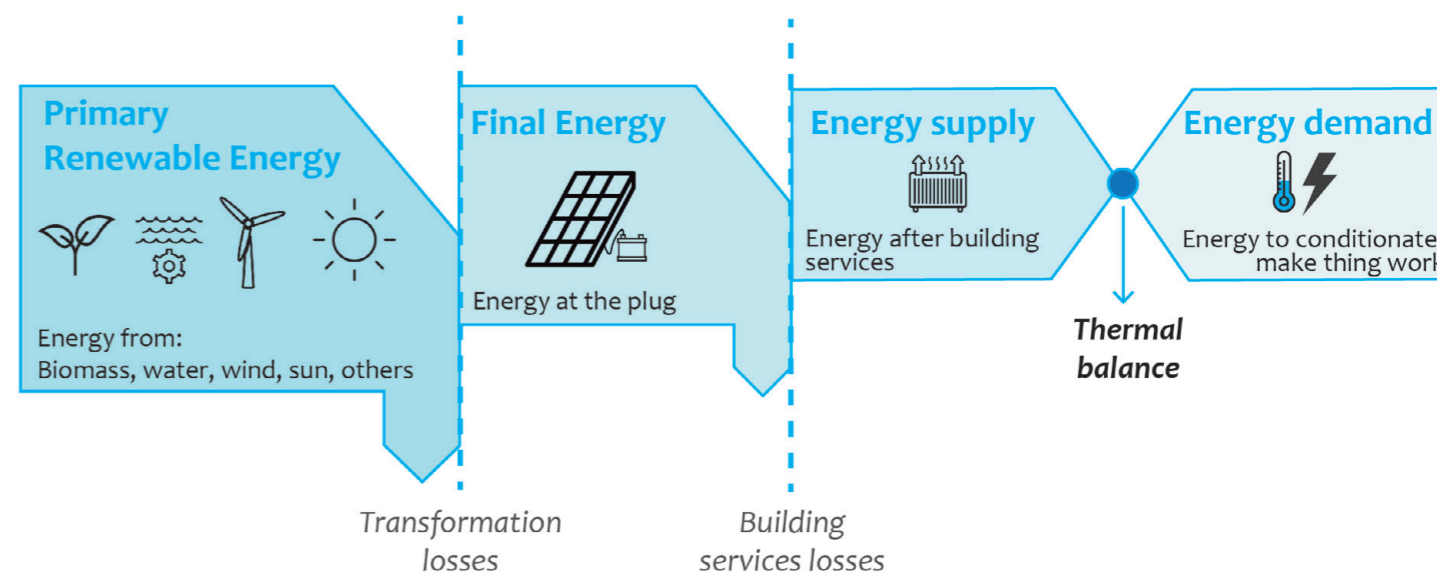 Primary
Renewable Energy
Energy from:
Biomass, water, wind, sun, others
Final Energy
Energy at the plug
Energy supply
Energy after building
services
Energy demand
Energy to conditionate
make thing work
Thermal
balance
Transformation
losses
Building
services losses